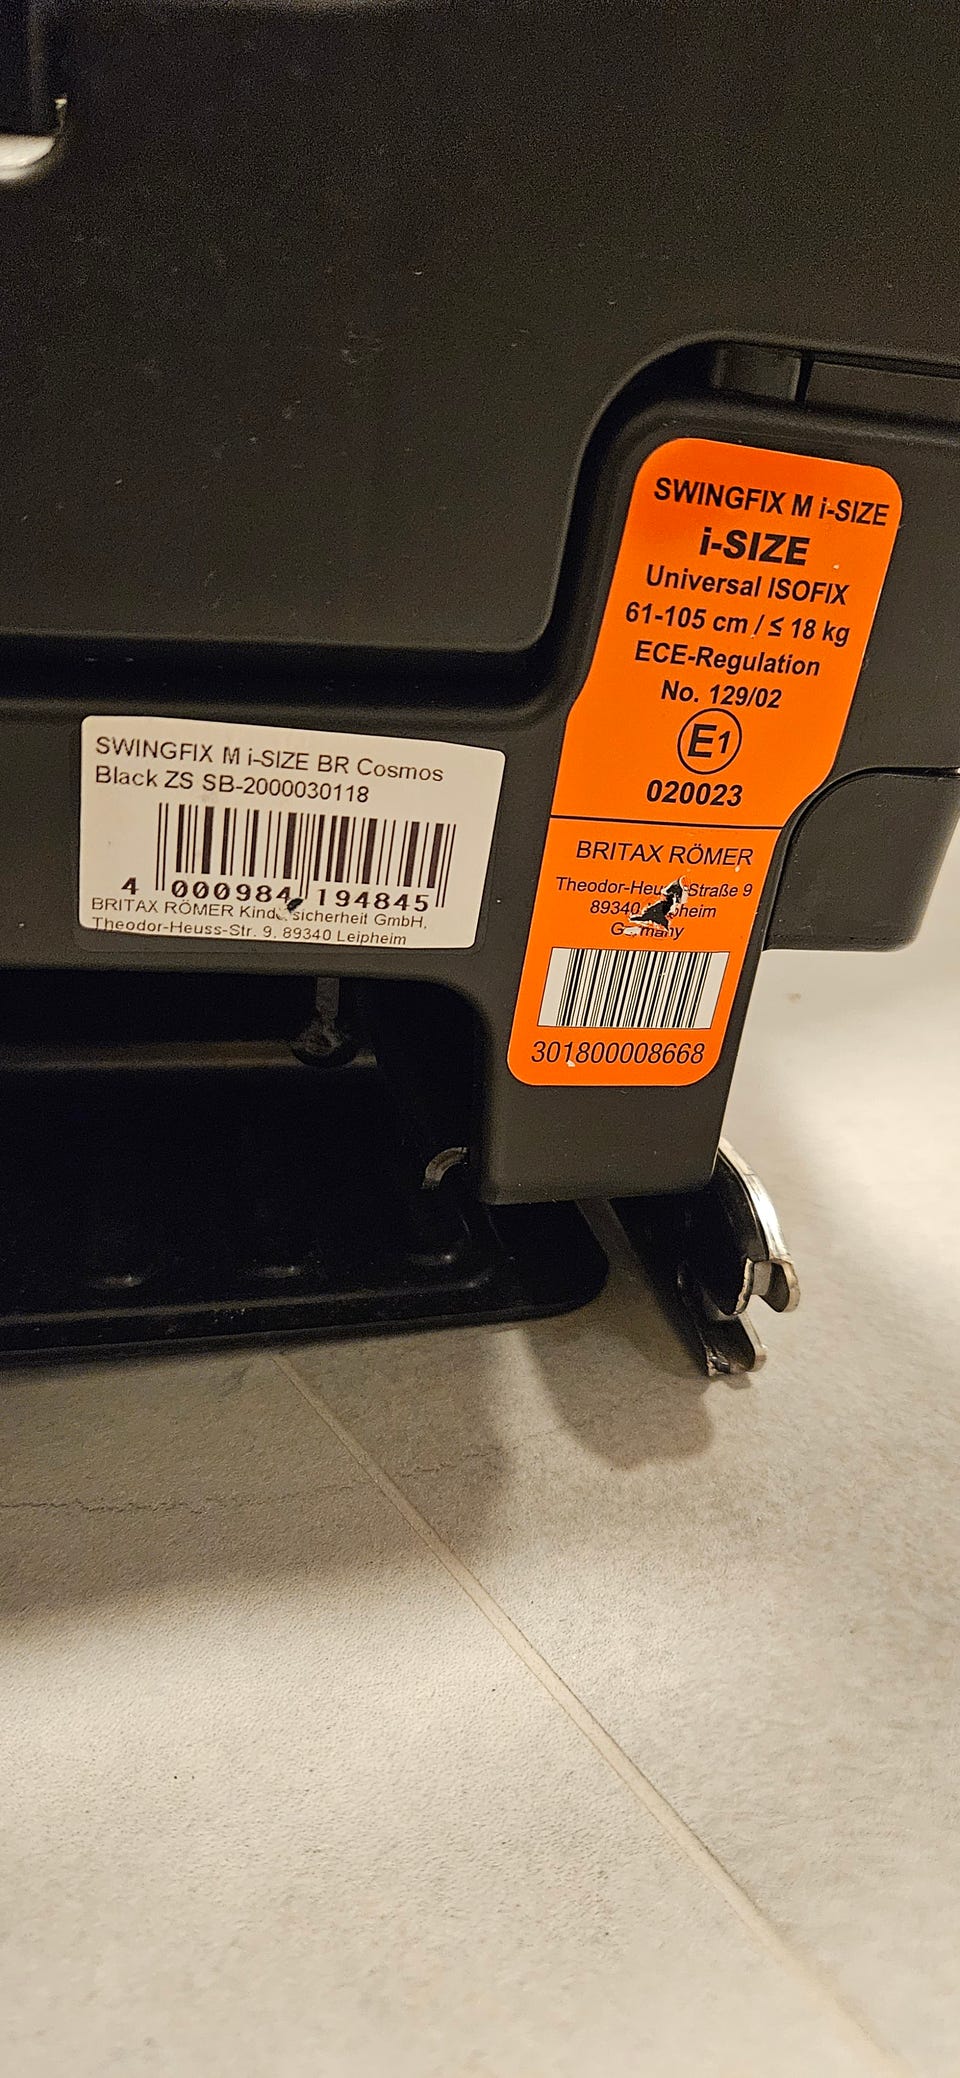 SWINGFIX M i-SIZE BR Cosmos
Black ZS SB-2000030118
4 000984 194845
BRITAX RÖMER sicherheit GmbH,
Theodor-Heuss-Str. 9, 89340 Leipheim
SWINGFIX M i-SIZE
i-SIZE
Universal ISOFIX
61-105 cm / ≤ 18 kg
ECE-Regulation
No. 129/02
E1
020023
BRITAX RÖMER
Straße 9
89340
301800008668